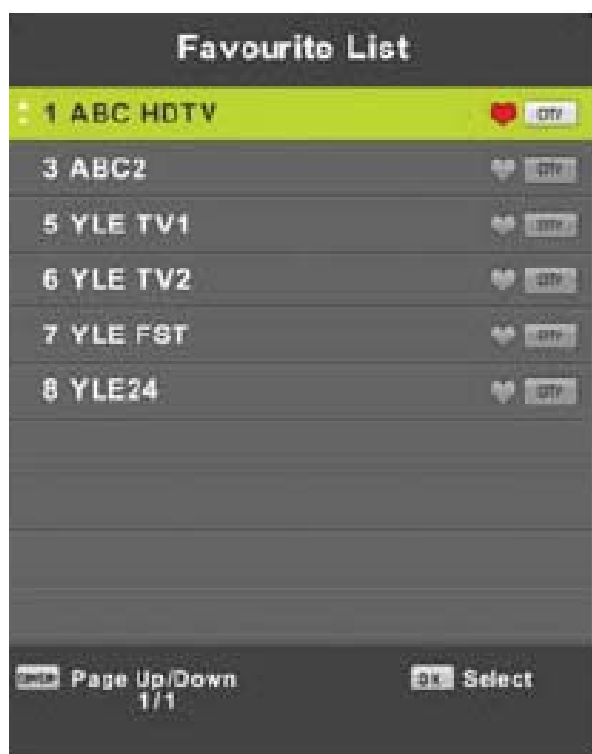 Favourite List
1 ABC HDTV DTV
3 ABC2 DTV
5 YLE TV1 DTV
6 YLE TV2 DTV
7 YLE FST DTV
8 YLE24 DTV
Page Up/Down
1/1
OK Select